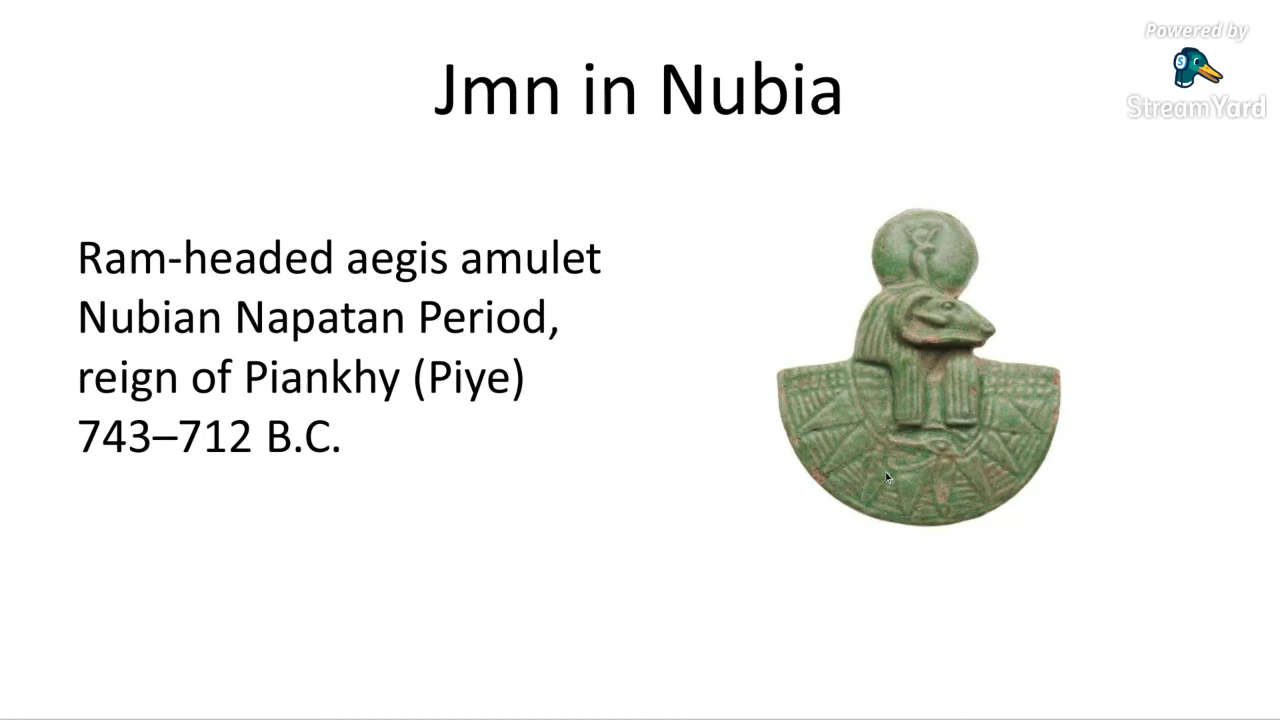 Powered by
StreamYard
Jmn in Nubia
Ram-headed aegis amulet
Nubian Napatan Period,
reign of Piankhy (Piye)
743–712 B.C.